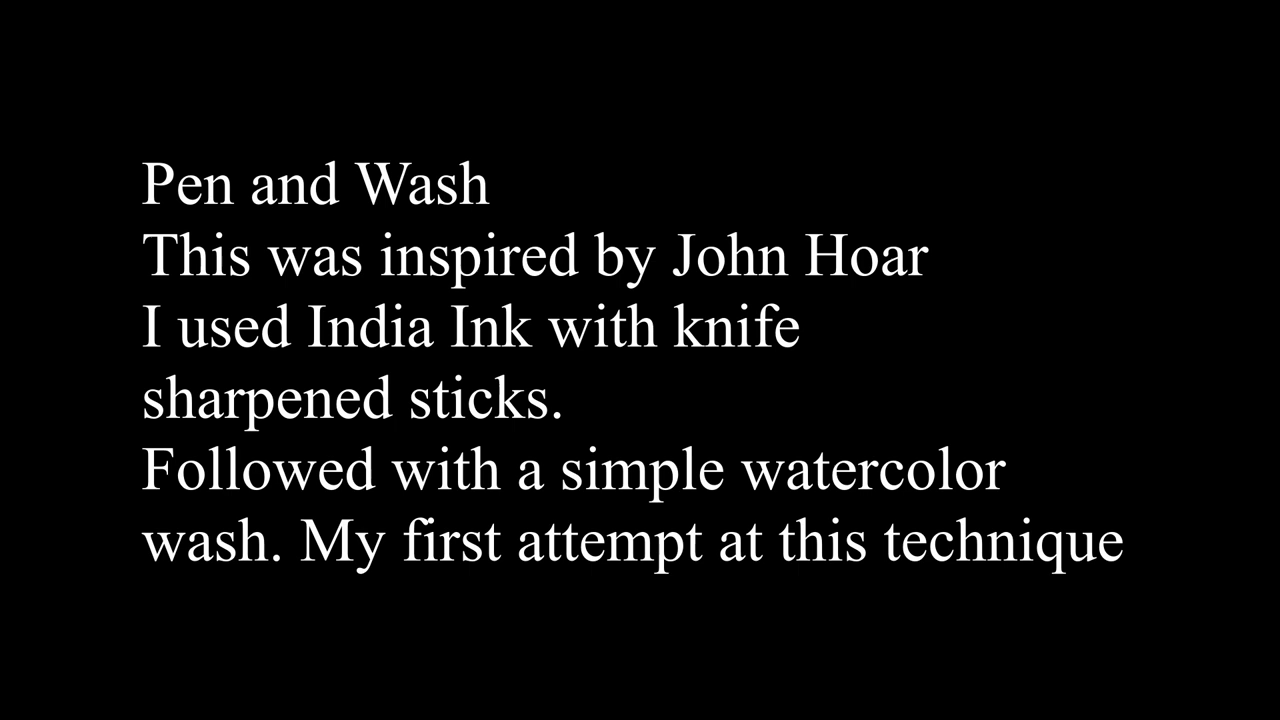 Pen and Wash
This was inspired by John Hoar
I used India Ink with knife
sharpened sticks.
Followed with a simple watercolor
wash. My first attempt at this technique